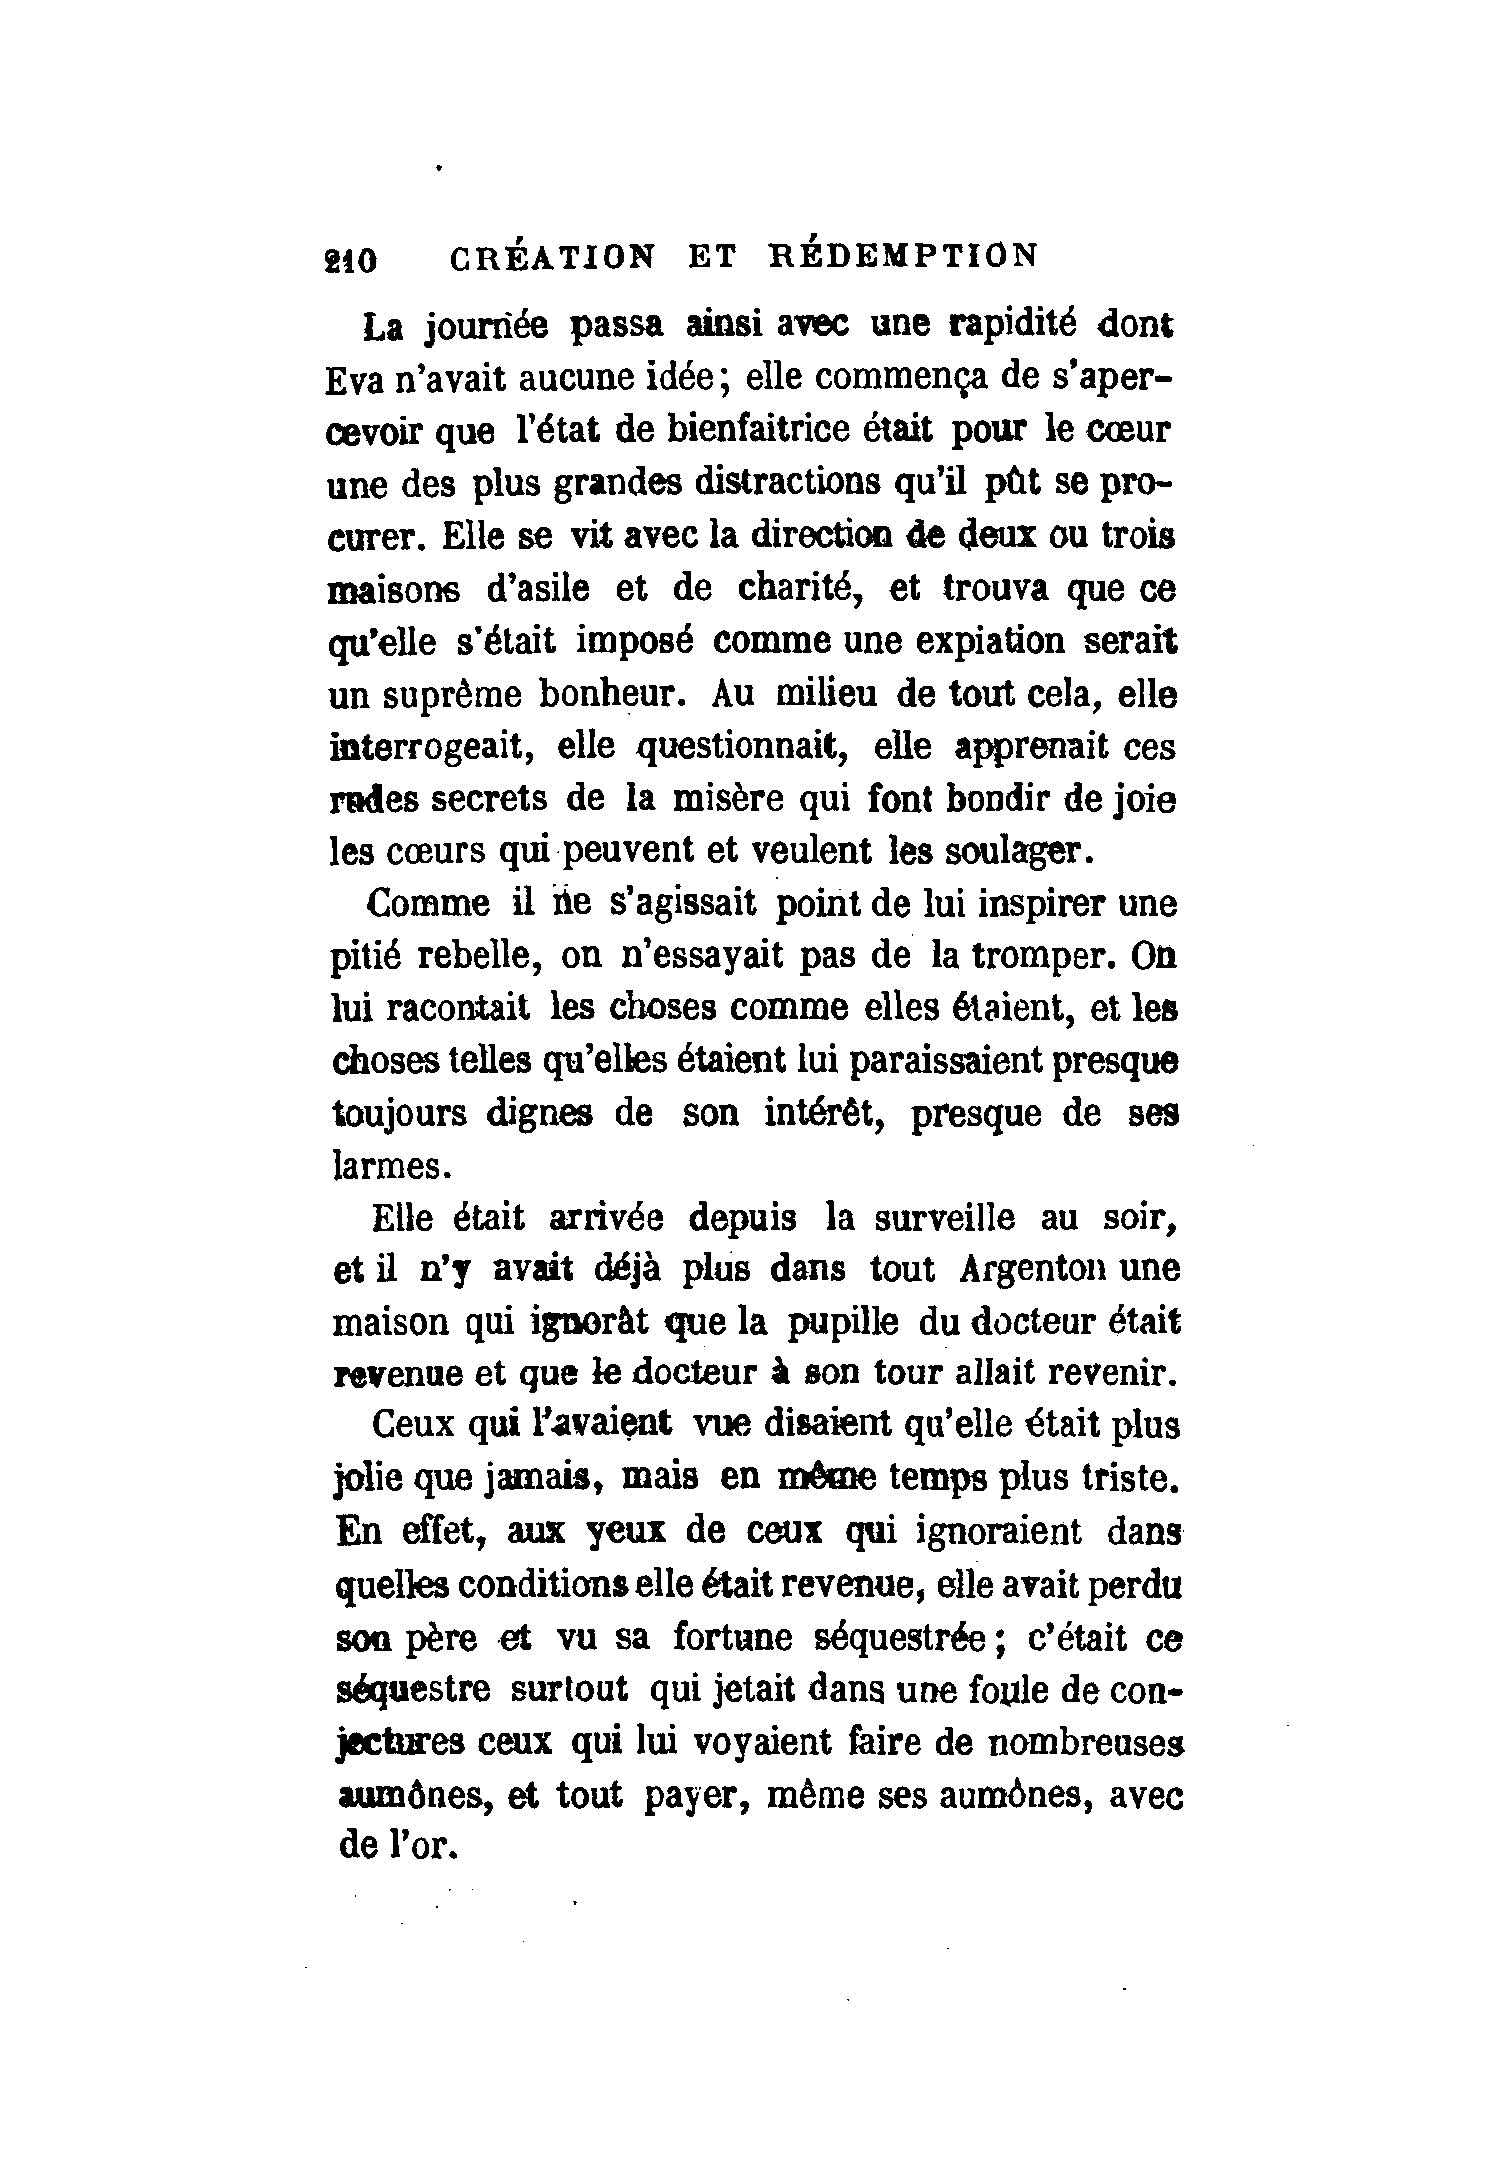 210 CRÉATION ET RÉDEMPTION
La journée passa ainsi avec une rapidité dont
Eva n'avait aucune idée; elle commença de s'aper-
cevoir que l'état de bienfaitrice était pour le cœur
une des plus grandes distractions qu'il pût se pro-
curer. Elle se vit avec la direction de deux ou trois
maisons d'asile et de charité, et trouva que ce
qu'elle s'était imposé comme une expiation serait
un suprême bonheur. Au milieu de tout cela, elle
interrogeait, elle questionnait, elle apprenait ces
rudes secrets de la misère qui font bondir de joie
les cœurs qui peuvent et veulent les soulager.
Comme il ne s'agissait point de lui inspirer une
pitié rebelle, on n'essayait pas de la tromper. On
lui racontait les choses comme elles étaient, et les
choses telles qu'elles étaient lui paraissaient presque
toujours dignes de son intérêt, presque de ses
larmes.
Elle était arrivée depuis la surveille au soir,
et il n'y avait déjà plus dans tout Argenton une
maison qui ignorât que la pupille du docteur était
revenue et que le docteur à son tour allait revenir.
Ceux qui l'avaient vue disaient qu'elle était plus
jolie que jamais, mais en même temps plus triste.
En effet, aux yeux de ceux qui ignoraient dans
quelles conditions elle était revenue, elle avait perdu
son père et vu sa fortune séquestrée; c'était ce
séquestre surtout qui jetait dans une foule de con-
jectures ceux qui lui voyaient faire de nombreuses
aumônes, et tout payer, même ses aumônes, avec
de l'or.